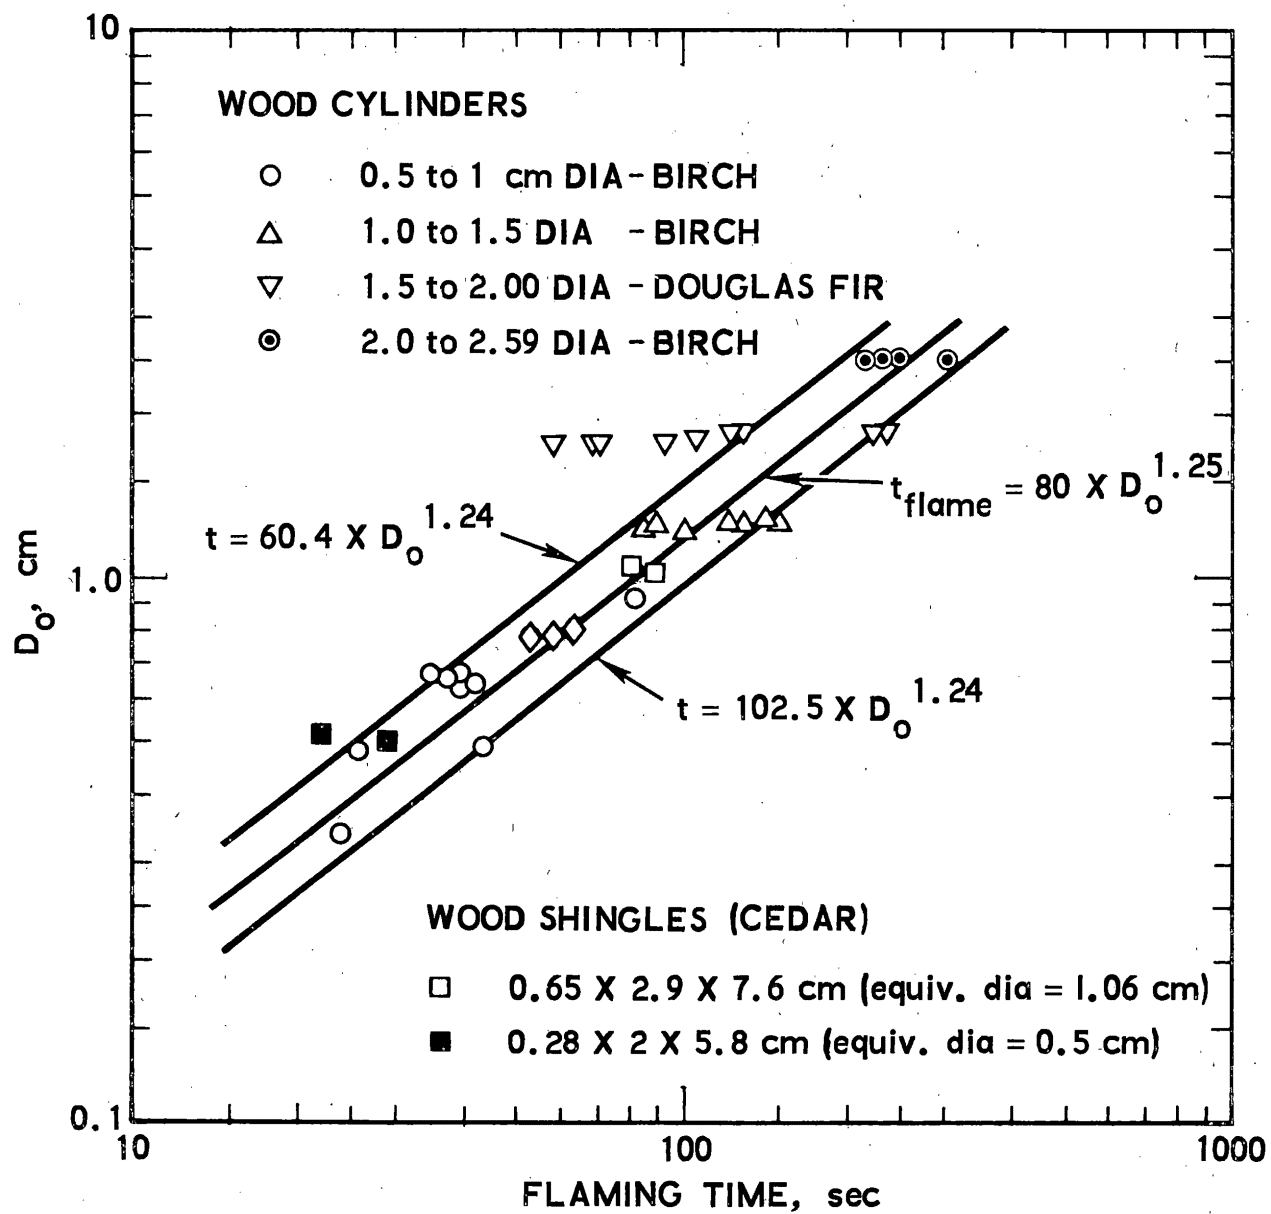 10
WOOD CYLINDERS
0.5 to 1 cm DIA - BIRCH
1.0 to 1.5 DIA - BIRCH
1.5 to 2.00 DIA - DOUGLAS FIR
2.0 to 2.59 DIA - BIRCH
t = 60.4 X D₀^1.24
t_flame = 80 X D₀^1.25
D₀, cm
1.0
t = 102.5 X D₀^1.24
WOOD SHINGLES (CEDAR)
0.65 X 2.9 X 7.6 cm (equiv. dia = 1.06 cm)
0.28 X 2 X 5.8 cm (equiv. dia = 0.5 cm)
0.1
10 100 1000
FLAMING TIME, sec